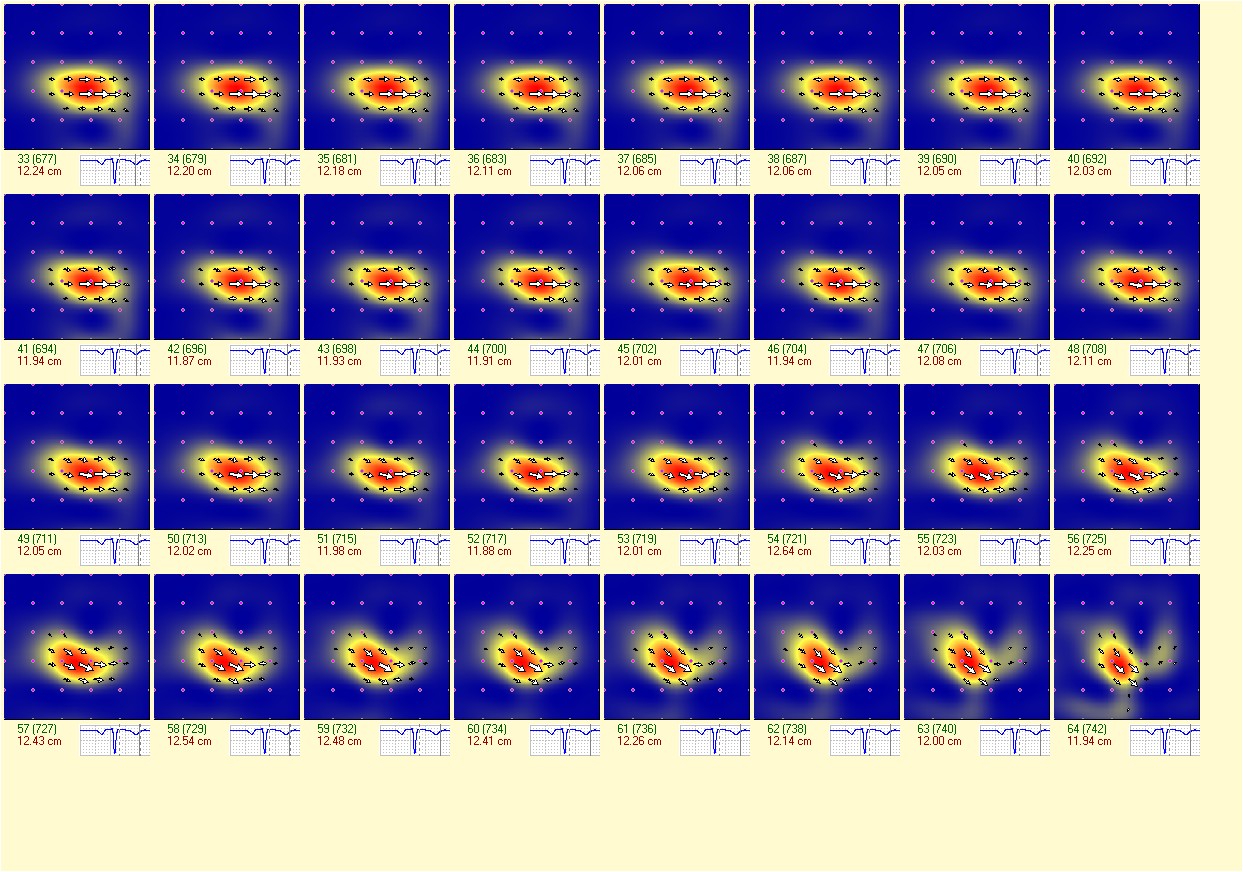 33 (677) 34 (679) 35 (681) 36 (683) 37 (685) 38 (687) 39 (690) 40 (692)
12.24 cm 12.20 cm 12.18 cm 12.11 cm 12.06 cm 12.06 cm 12.05 cm 12.03 cm
41 (694) 42 (696) 43 (698) 44 (700) 45 (702) 46 (704) 47 (706) 48 (708)
11.94 cm 11.87 cm 11.93 cm 11.91 cm 12.01 cm 11.94 cm 12.08 cm 12.11 cm
49 (711) 50 (713) 51 (715) 52 (717) 53 (719) 54 (721) 55 (723) 56 (725)
12.05 cm 12.02 cm 11.98 cm 11.88 cm 12.01 cm 12.64 cm 12.03 cm 12.25 cm
57 (727) 58 (729) 59 (732) 60 (734) 61 (736) 62 (738) 63 (740) 64 (742)
12.43 cm 12.54 cm 12.48 cm 12.41 cm 12.26 cm 12.14 cm 12.00 cm 11.94 cm